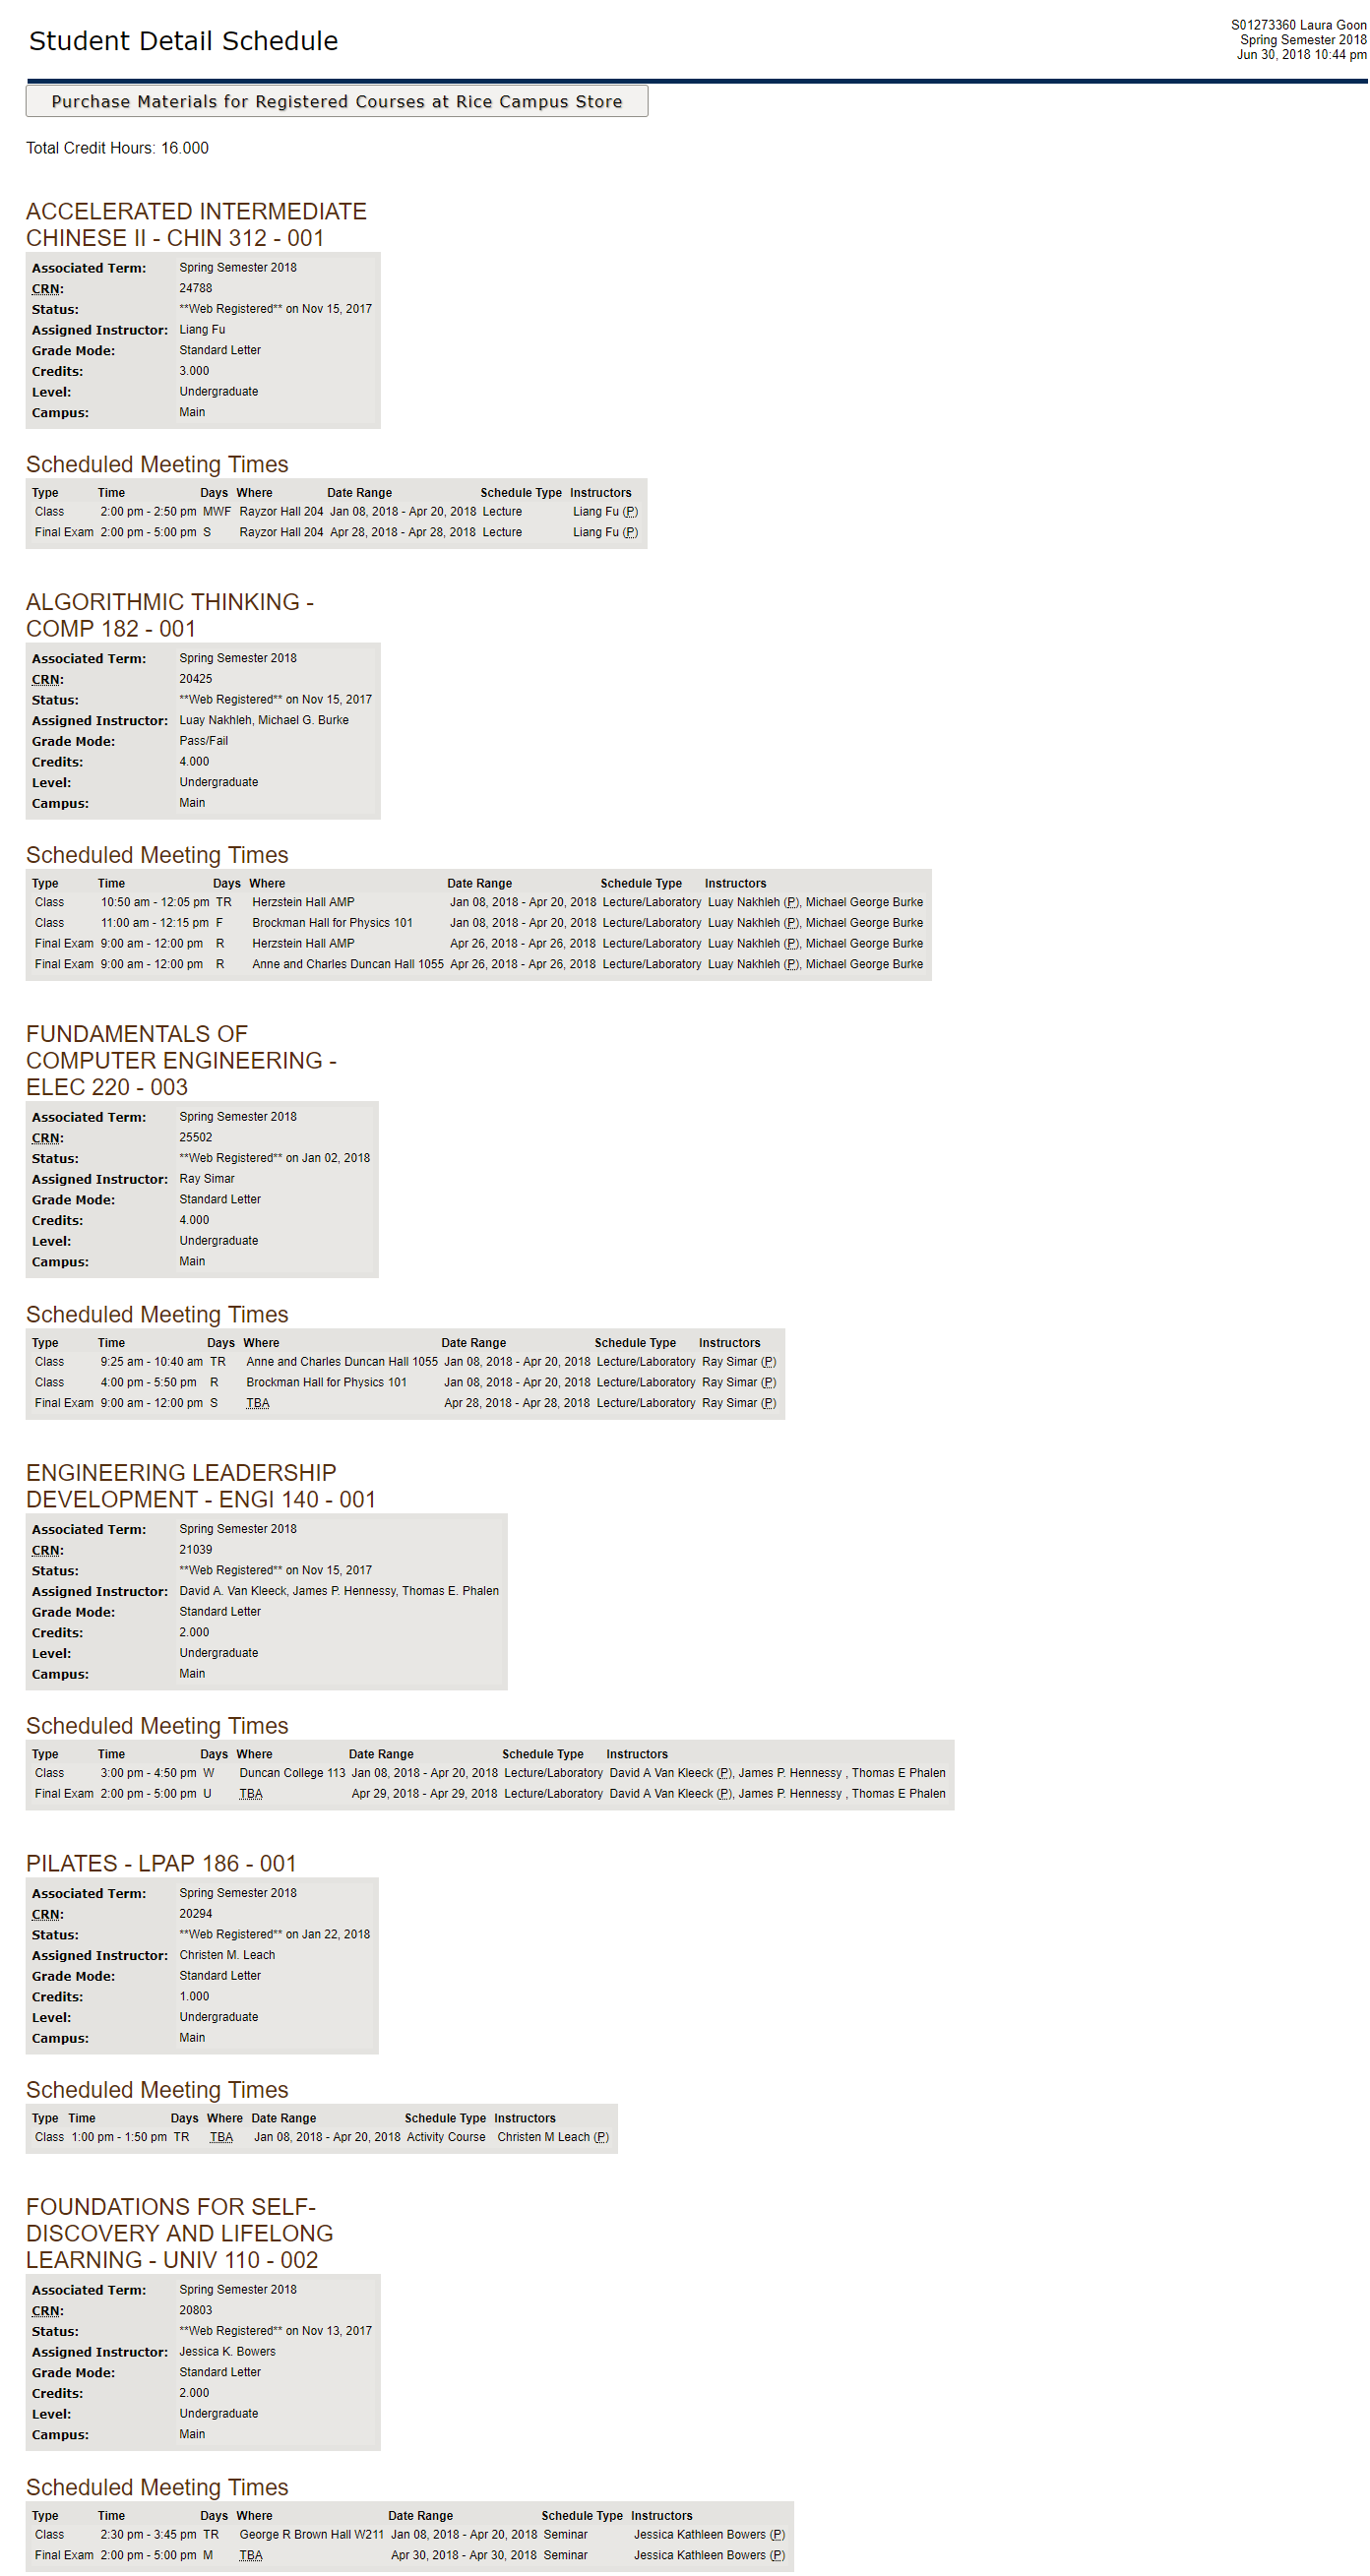 Student Detail Schedule
S01273360 Laura Goon
Spring Semester 2018
Jun 30, 2018 10:44 pm
Purchase Materials for Registered Courses at Rice Campus Store
Total Credit Hours: 16.000
ACCELERATED INTERMEDIATE
CHINESE II - CHIN 312 - 001
Associated Term: Spring Semester 2018
CRN: 24788
Status: **Web Registered** on Nov 15, 2017
Assigned Instructor: Liang Fu
Grade Mode: Standard Letter
Credits: 3.000
Level: Undergraduate
Campus: Main
Scheduled Meeting Times
Type Time Days Where Date Range Schedule Type Instructors
Class 2:00 pm - 2:50 pm MWF Rayzor Hall 204 Jan 08, 2018 - Apr 20, 2018 Lecture Liang Fu (P)
Final Exam 2:00 pm - 5:00 pm S Rayzor Hall 204 Apr 28, 2018 - Apr 28, 2018 Lecture Liang Fu (P)
ALGORITHMIC THINKING -
COMP 182 - 001
Associated Term: Spring Semester 2018
CRN: 20425
Status: **Web Registered** on Nov 15, 2017
Assigned Instructor: Luay Nakhleh, Michael G. Burke
Grade Mode: Pass/Fail
Credits: 4.000
Level: Undergraduate
Campus: Main
Scheduled Meeting Times
Type Time Days Where Date Range Schedule Type Instructors
Class 10:50 am - 12:05 pm TR Herzstein Hall AMP Jan 08, 2018 - Apr 20, 2018 Lecture/Laboratory Luay Nakhleh (P), Michael George Burke
Class 11:00 am - 12:15 pm F Brockman Hall for Physics 101 Jan 08, 2018 - Apr 20, 2018 Lecture/Laboratory Luay Nakhleh (P), Michael George Burke
Final Exam 9:00 am - 12:00 pm R Herzstein Hall AMP Apr 26, 2018 - Apr 26, 2018 Lecture/Laboratory Luay Nakhleh (P), Michael George Burke
Final Exam 9:00 am - 12:00 pm R Anne and Charles Duncan Hall 1055 Apr 26, 2018 - Apr 26, 2018 Lecture/Laboratory Luay Nakhleh (P), Michael George Burke
FUNDAMENTALS OF
COMPUTER ENGINEERING -
ELEC 220 - 003
Associated Term: Spring Semester 2018
CRN: 25502
Status: **Web Registered** on Jan 02, 2018
Assigned Instructor: Ray Simar
Grade Mode: Standard Letter
Credits: 4.000
Level: Undergraduate
Campus: Main
Scheduled Meeting Times
Type Time Days Where Date Range Schedule Type Instructors
Class 9:25 am - 10:40 am TR Anne and Charles Duncan Hall 1055 Jan 08, 2018 - Apr 20, 2018 Lecture/Laboratory Ray Simar (P)
Class 4:00 pm - 5:50 pm R Brockman Hall for Physics 101 Jan 08, 2018 - Apr 20, 2018 Lecture/Laboratory Ray Simar (P)
Final Exam 9:00 am - 12:00 pm S TBA Apr 28, 2018 - Apr 28, 2018 Lecture/Laboratory Ray Simar (P)
ENGINEERING LEADERSHIP
DEVELOPMENT - ENGI 140 - 001
Associated Term: Spring Semester 2018
CRN: 21039
Status: **Web Registered** on Nov 15, 2017
Assigned Instructor: David A. Van Kleeck, James P. Hennessy, Thomas E. Phalen
Grade Mode: Standard Letter
Credits: 2.000
Level: Undergraduate
Campus: Main
Scheduled Meeting Times
Type Time Days Where Date Range Schedule Type Instructors
Class 3:00 pm - 4:50 pm W Duncan College 113 Jan 08, 2018 - Apr 20, 2018 Lecture/Laboratory David A Van Kleeck (P), James P. Hennessy , Thomas E Phalen
Final Exam 2:00 pm - 5:00 pm U TBA Apr 29, 2018 - Apr 29, 2018 Lecture/Laboratory David A Van Kleeck (P), James P. Hennessy , Thomas E Phalen
PILATES - LPAP 186 - 001
Associated Term: Spring Semester 2018
CRN: 20294
Status: **Web Registered** on Jan 22, 2018
Assigned Instructor: Christen M. Leach
Grade Mode: Standard Letter
Credits: 1.000
Level: Undergraduate
Campus: Main
Scheduled Meeting Times
Type Time Days Where Date Range Schedule Type Instructors
Class 1:00 pm - 1:50 pm TR TBA Jan 08, 2018 - Apr 20, 2018 Activity Course Christen M Leach (P)
FOUNDATIONS FOR SELF-
DISCOVERY AND LIFELONG
LEARNING - UNIV 110 - 002
Associated Term: Spring Semester 2018
CRN: 20803
Status: **Web Registered** on Nov 13, 2017
Assigned Instructor: Jessica K. Bowers
Grade Mode: Standard Letter
Credits: 2.000
Level: Undergraduate
Campus: Main
Scheduled Meeting Times
Type Time Days Where Date Range Schedule Type Instructors
Class 2:30 pm - 3:45 pm TR George R Brown Hall W211 Jan 08, 2018 - Apr 20, 2018 Seminar Jessica Kathleen Bowers (P)
Final Exam 2:00 pm - 5:00 pm M TBA Apr 30, 2018 - Apr 30, 2018 Seminar Jessica Kathleen Bowers (P)